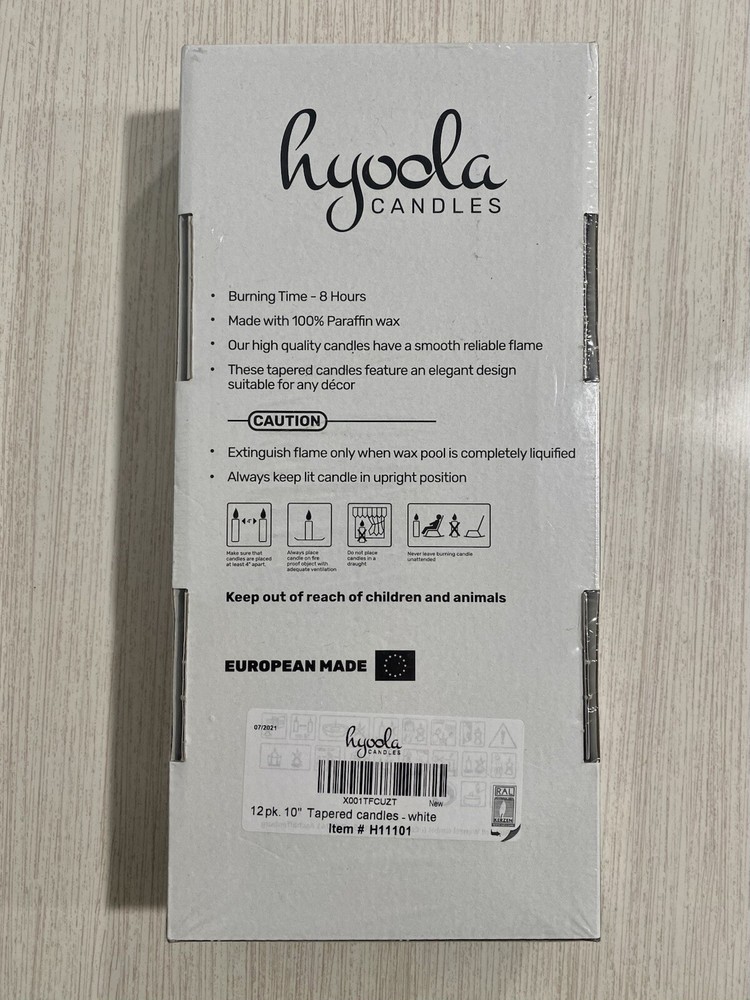 hyoola
CANDLES
• Burning Time - 8 Hours
• Made with 100% Paraffin wax
• Our high quality candles have a smooth reliable flame
• These tapered candles feature an elegant design
suitable for any décor
CAUTION
• Extinguish flame only when wax pool is completely liquified
• Always keep lit candle in upright position
4"
Make sure that
candles are placed
at least 4" apart.
Always place
candle on fire
proof object with
adequate ventilation
Do not place
candles in a
draught
Never leave burning candle
unattended
Keep out of reach of children and animals
EUROPEAN MADE
07/2021
hyoola
CANDLES
X001TFCUZT
New
12pk. 10" Tapered candles - white
Item # H11101
RAL
KERZEN